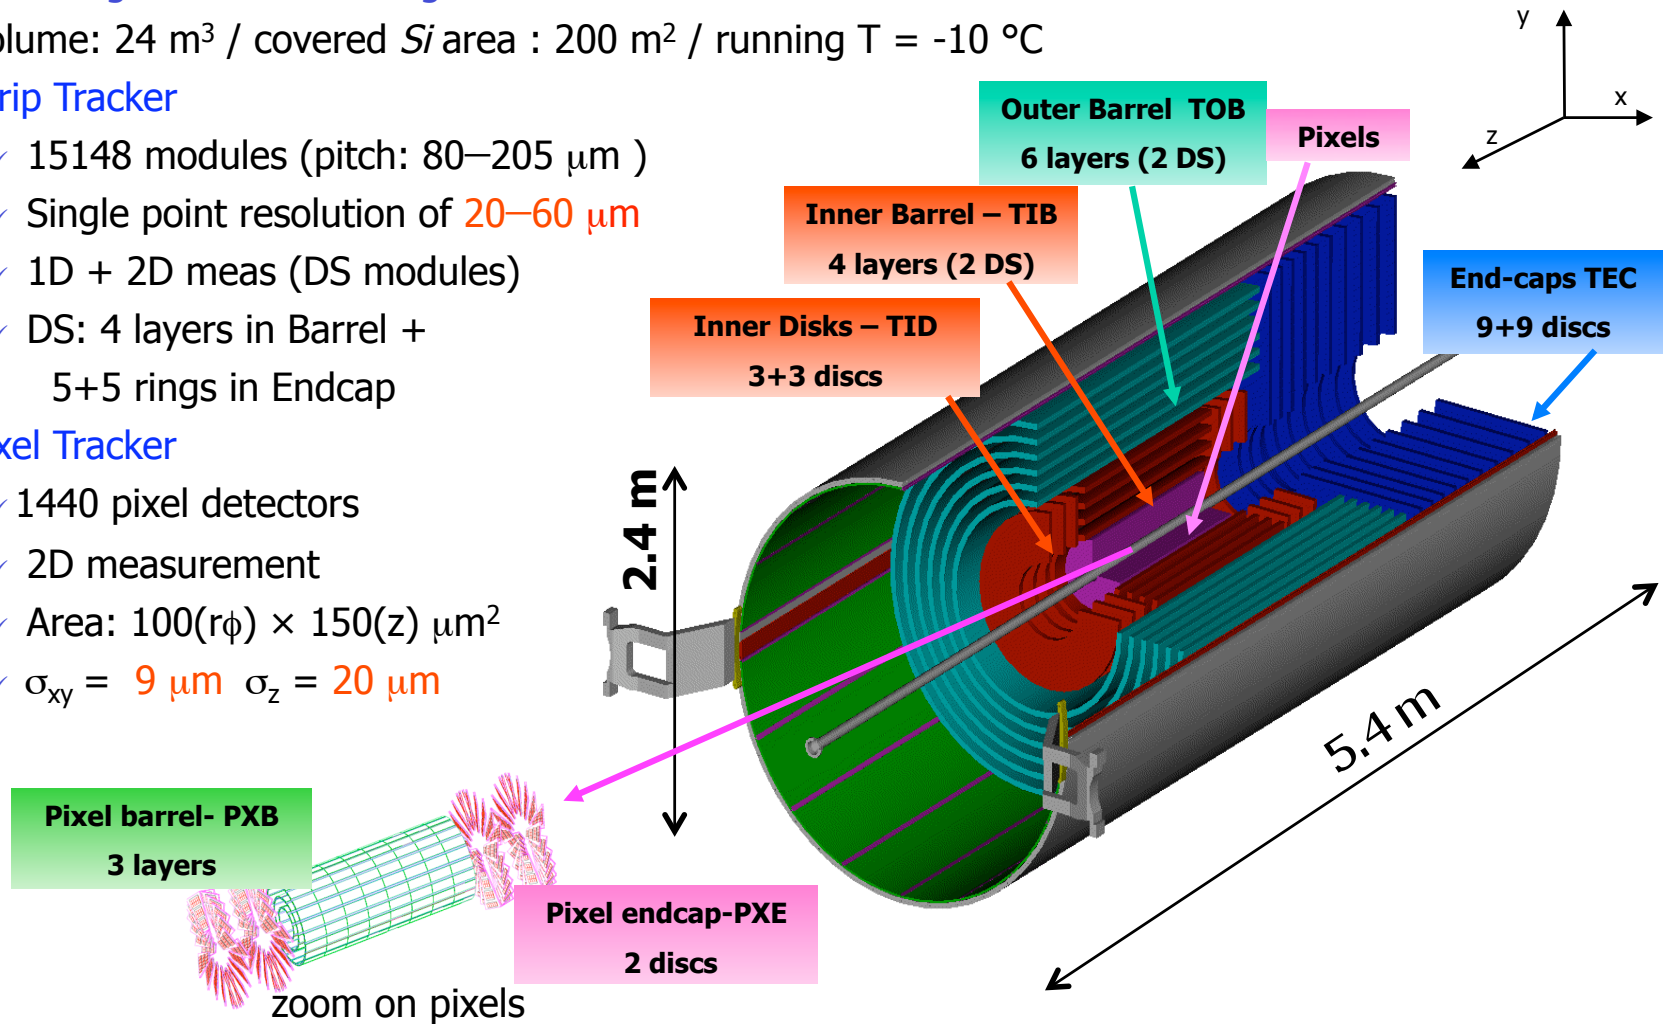 olume: 24 m³ / covered Si area : 200 m² / running T = -10 °C
rip Tracker
✓ 15148 modules (pitch: 80–205 μm )
✓ Single point resolution of 20–60 μm
✓ 1D + 2D meas (DS modules)
✓ DS: 4 layers in Barrel +
5+5 rings in Endcap
xel Tracker
✓ 1440 pixel detectors
✓ 2D measurement
✓ Area: 100(rϕ) × 150(z) μm²
✓ σxy = 9 μm σz = 20 μm
y
x
z
Outer Barrel TOB
6 layers (2 DS)
Pixels
Inner Barrel – TIB
4 layers (2 DS)
End-caps TEC
9+9 discs
Inner Disks – TID
3+3 discs
2.4 m
5.4 m
Pixel barrel- PXB
3 layers
Pixel endcap-PXE
2 discs
zoom on pixels